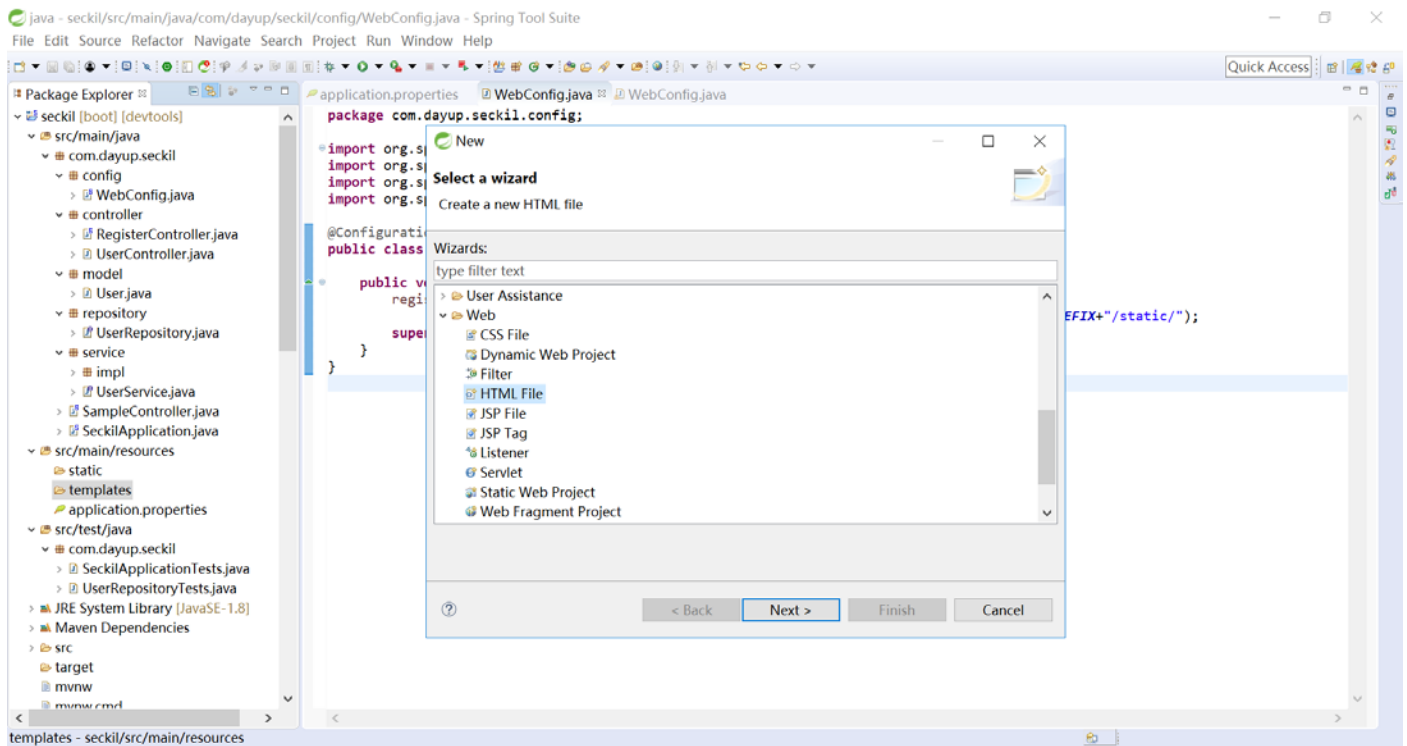 java - seckil/src/main/java/com/dayup/seckil/config/WebConfig.java - Spring Tool Suite
File Edit Source Refactor Navigate Search Project Run Window Help
Quick Access
Package Explorer
application.properties WebConfig.java WebConfig.java
seckil [boot] [devtools]
src/main/java
com.dayup.seckil
config
WebConfig.java
controller
RegisterController.java
UserController.java
model
User.java
repository
UserRepository.java
service
impl
UserService.java
SampleController.java
SeckilApplication.java
src/main/resources
static
templates
application.properties
src/test/java
com.dayup.seckil
SeckilApplicationTests.java
UserRepositoryTests.java
JRE System Library [JavaSE-1.8]
Maven Dependencies
src
target
mvnw
mvnw.cmd
package com.dayup.seckil.config;
import org.sp
import org.sp
import org.sp
import org.sp
@Configurati
public class
public v
regi
EFIX+"/static/");
supe
}
}
New
Select a wizard
Create a new HTML file
Wizards:
type filter text
User Assistance
Web
CSS File
Dynamic Web Project
Filter
HTML File
JSP File
JSP Tag
Listener
Servlet
Static Web Project
Web Fragment Project
< Back Next > Finish Cancel
templates - seckil/src/main/resources